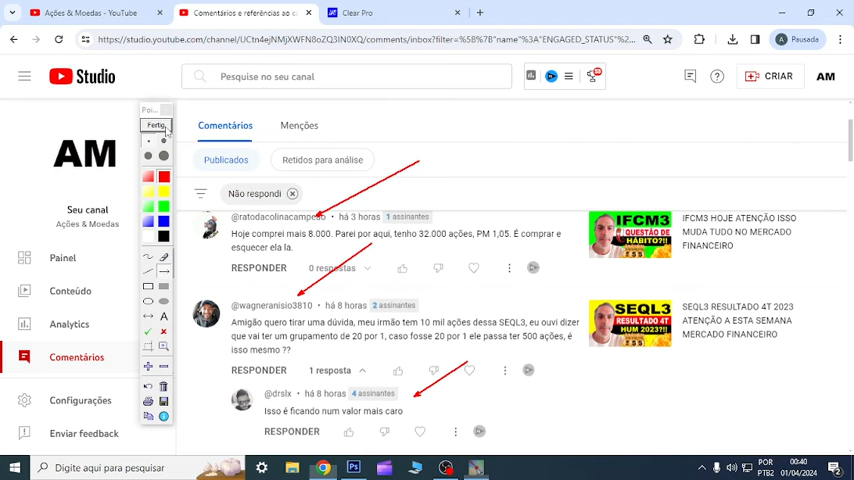 Ações & Moedas - YouTube
Comentários e referências ao c
Clear Pro
https://studio.youtube.com/channel/UCtn4ejNMjXWFN8oZQ3IN0XQ/comments/inbox?filter=%5B%7B"name"%3A"ENGAGED_STATUS"%2...
A
Pausada
Studio
Pesquise no seu canal
CRIAR
AM
Poi...
Fertig
AM
Seu canal
Ações & Moedas
Painel
Conteúdo
Analytics
Comentários
Configurações
Enviar feedback
Comentários
Menções
Publicados
Retidos para análise
Não respondi
@ratodacolinacampeao • há 3 horas 1 assinantes
Hoje comprei mais 8.000. Parei por aqui, tenho 32.000 ações, PM 1,05. É comprar e
esquecer ela la.
RESPONDER 0 respostas
IFCM3
QUESTÃO DE
HÁBITO?!!
IFCM3 HOJE ATENÇÃO ISSO
MUDA TUDO NO MERCADO
FINANCEIRO
@wagneranisio3810 • há 8 horas 2 assinantes
Amigão quero tirar uma dúvida, meu irmão tem 10 mil ações dessa SEQL3, eu ouvi dizer
que vai ter um grupamento de 20 por 1, caso fosse 20 por 1 ele passa ter 500 ações, é
isso mesmo ??
RESPONDER 1 resposta
SEQL3
RESULTADO 4T
HUM 2023?!!
SEQL3 RESULTADO 4T 2023
ATENÇÃO A ESTA SEMANA
MERCADO FINANCEIRO
@drslx • há 8 horas 4 assinantes
Isso é ficando num valor mais caro
RESPONDER
Digite aqui para pesquisar
POR
PTB2
00:40
01/04/2024
2